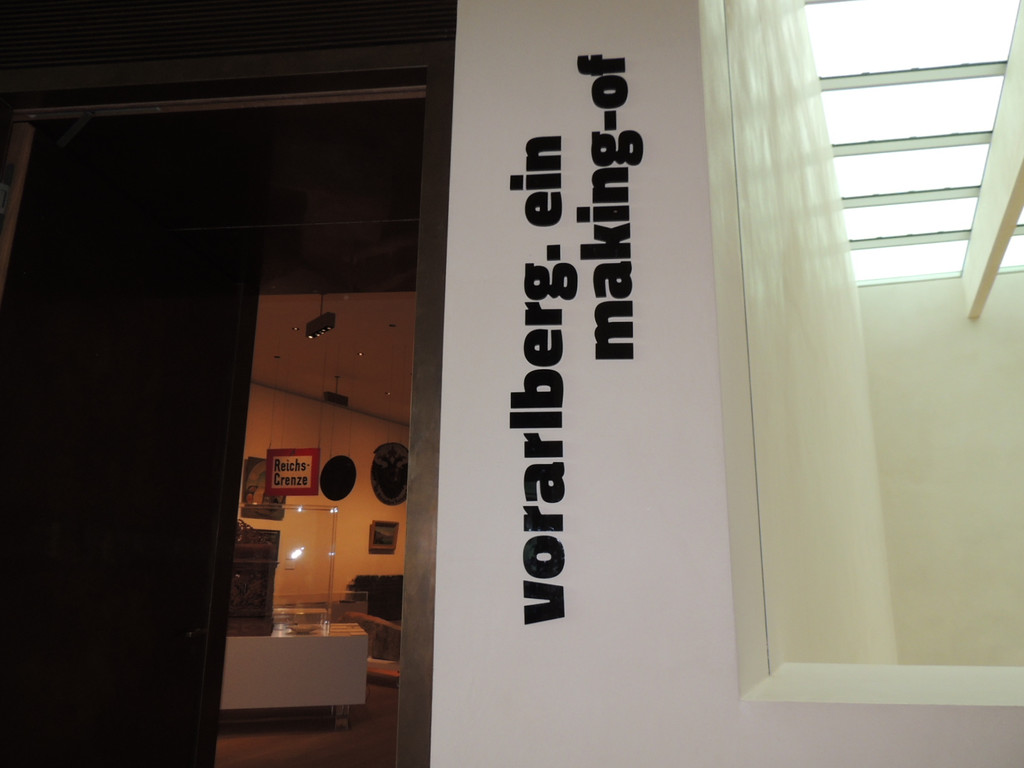 vorarlberg. ein
making-of
Reichs-
Grenze